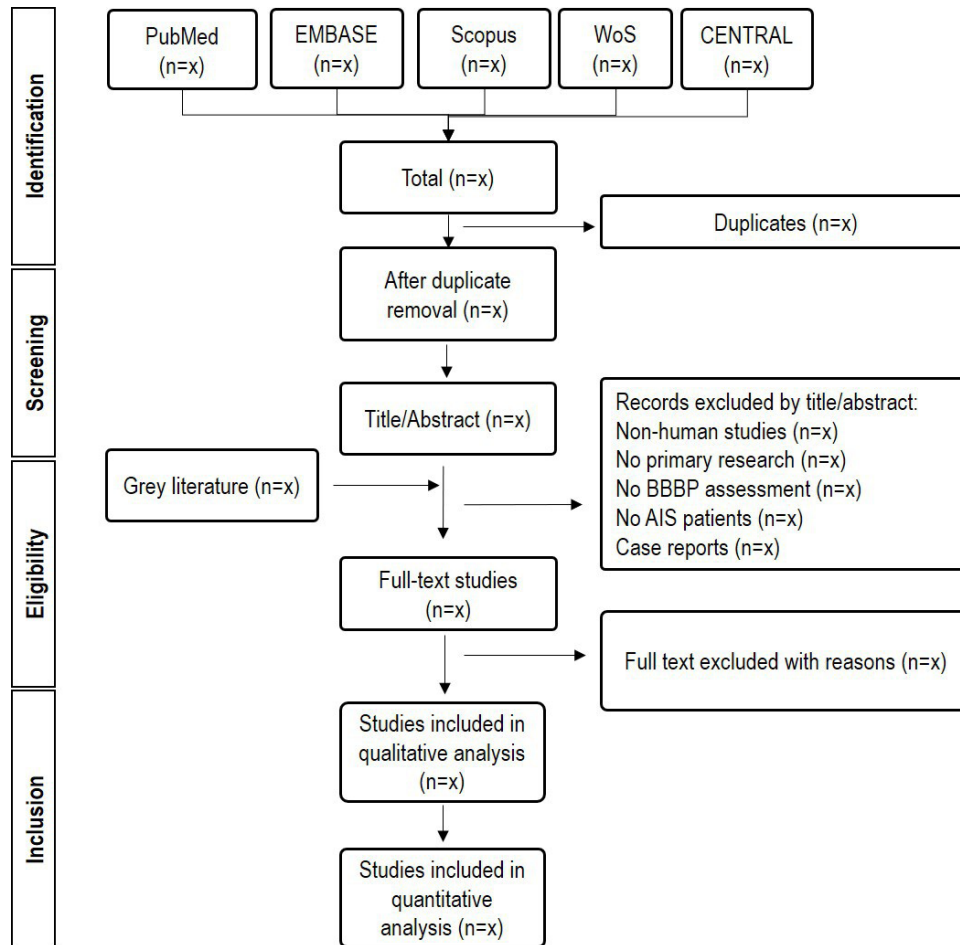 Identification
PubMed
(n=x)
EMBASE
(n=x)
Scopus
(n=x)
WoS
(n=x)
CENTRAL
(n=x)
Total (n=x)
Duplicates (n=x)
Screening
After duplicate
removal (n=x)
Title/Abstract (n=x)
Records excluded by title/abstract:
Non-human studies (n=x)
No primary research (n=x)
No BBBP assessment (n=x)
No AIS patients (n=x)
Case reports (n=x)
Eligibility
Grey literature (n=x)
Full-text studies
(n=x)
Full text excluded with reasons (n=x)
Inclusion
Studies included in
qualitative analysis
(n=x)
Studies included in
quantitative
analysis (n=x)